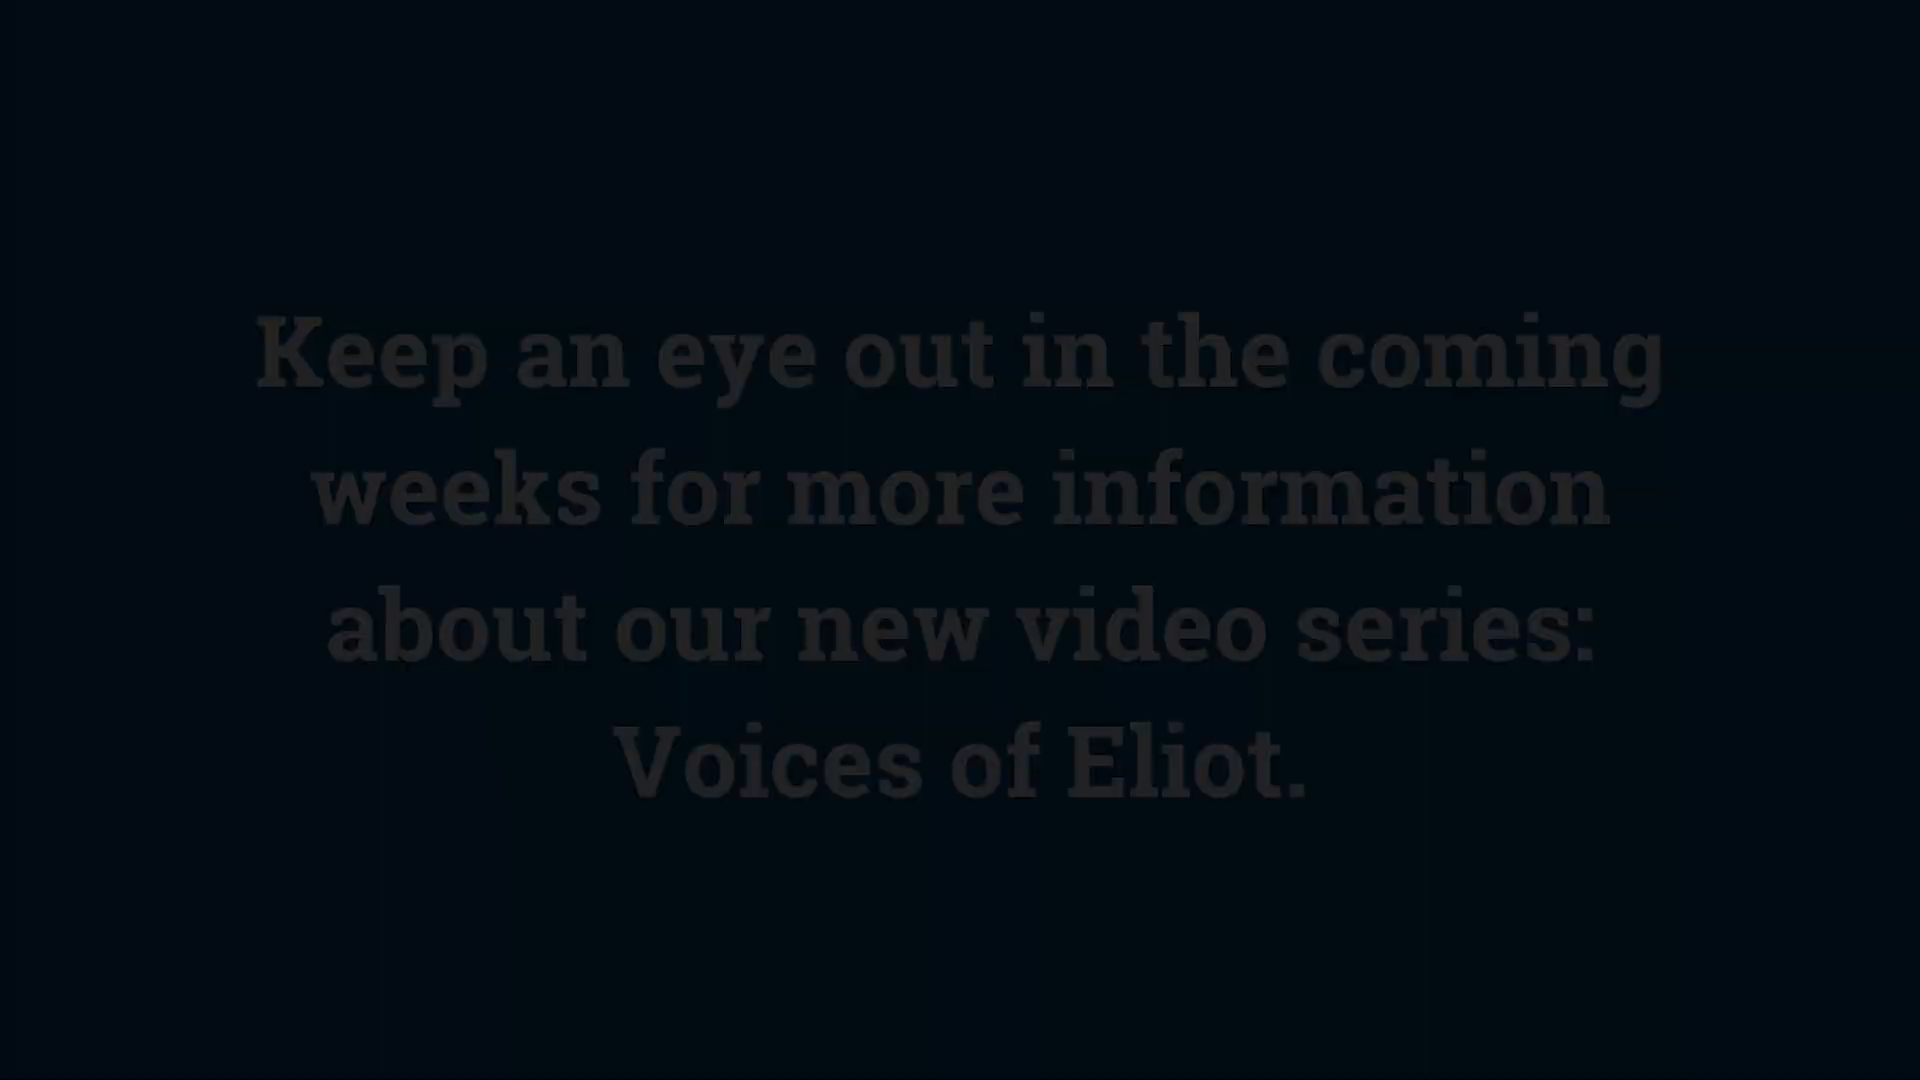 Keep an eye out in the coming
weeks for more information
about our new video series:
Voices of Eliot.